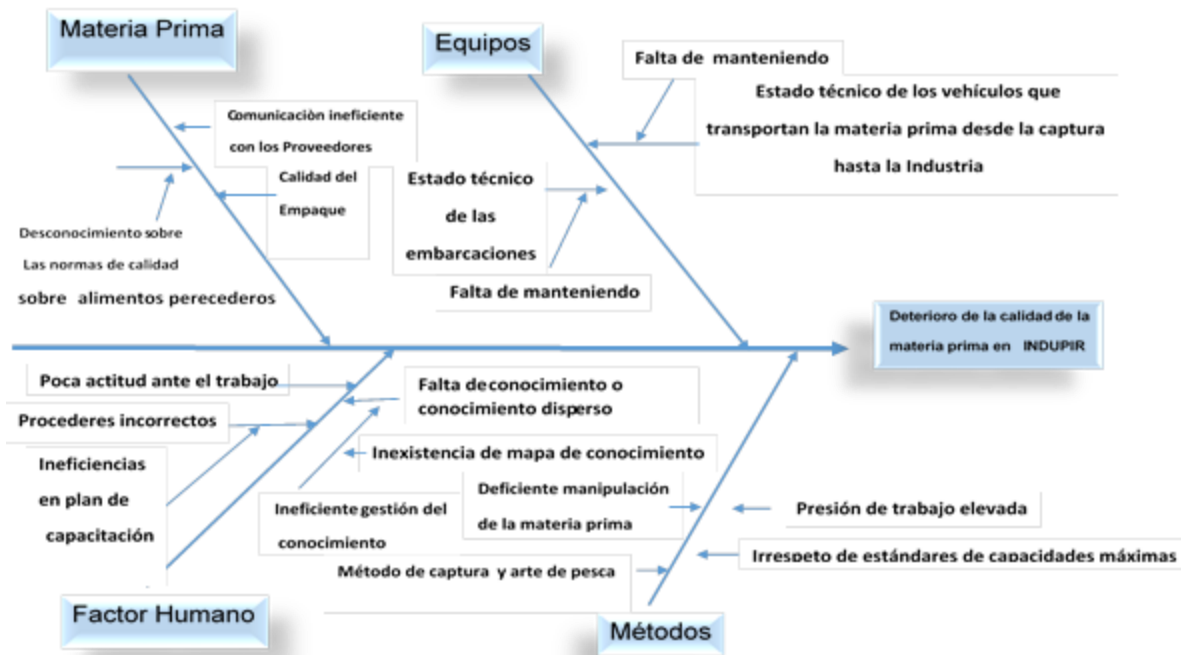 Materia Prima
Equipos
Falta de manteniendo
Estado técnico de los vehículos que
transportan la materia prima desde la captura
hasta la Industria
Comunicaciòn ineficiente
con los Proveedores
Calidad del
Empaque
Estado técnico
de las
embarcaciones
Falta de manteniendo
Desconocimiento sobre
Las normas de calidad
sobre alimentos perecederos
Deterioro de la calidad de la
materia prima en INDUPIR
Poca actitud ante el trabajo
Procederes incorrectos
Ineficiencias
en plan de
capacitación
Falta deconocimiento o
conocimiento disperso
Inexistencia de mapa de conocimiento
Ineficiente gestión del
conocimiento
Deficiente manipulación
de la materia prima
Presión de trabajo elevada
Irrespeto de estándares de capacidades máximas
Método de captura y arte de pesca
Factor Humano
Métodos